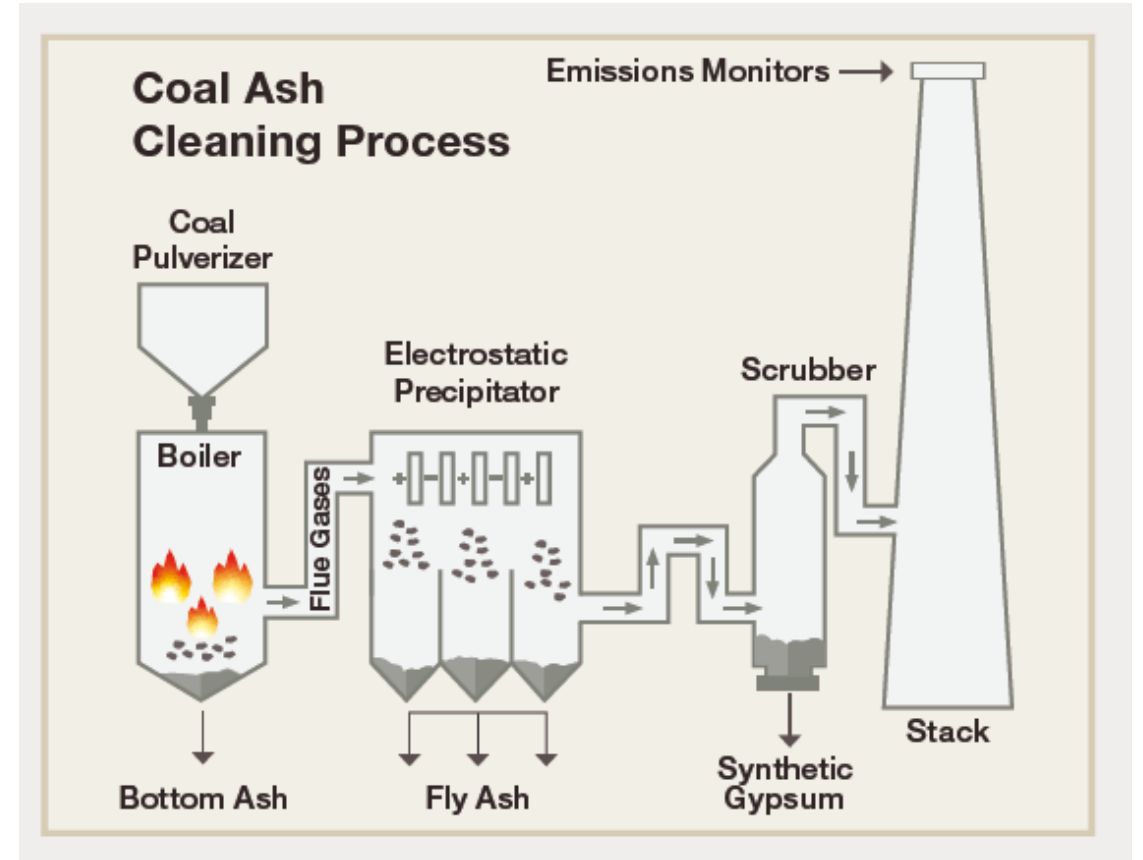 Coal Ash
Cleaning Process
Emissions Monitors
Coal
Pulverizer
Boiler
Flue Gases
Electrostatic
Precipitator
+ - + - +
Scrubber
Stack
Bottom Ash
Fly Ash
Synthetic
Gypsum